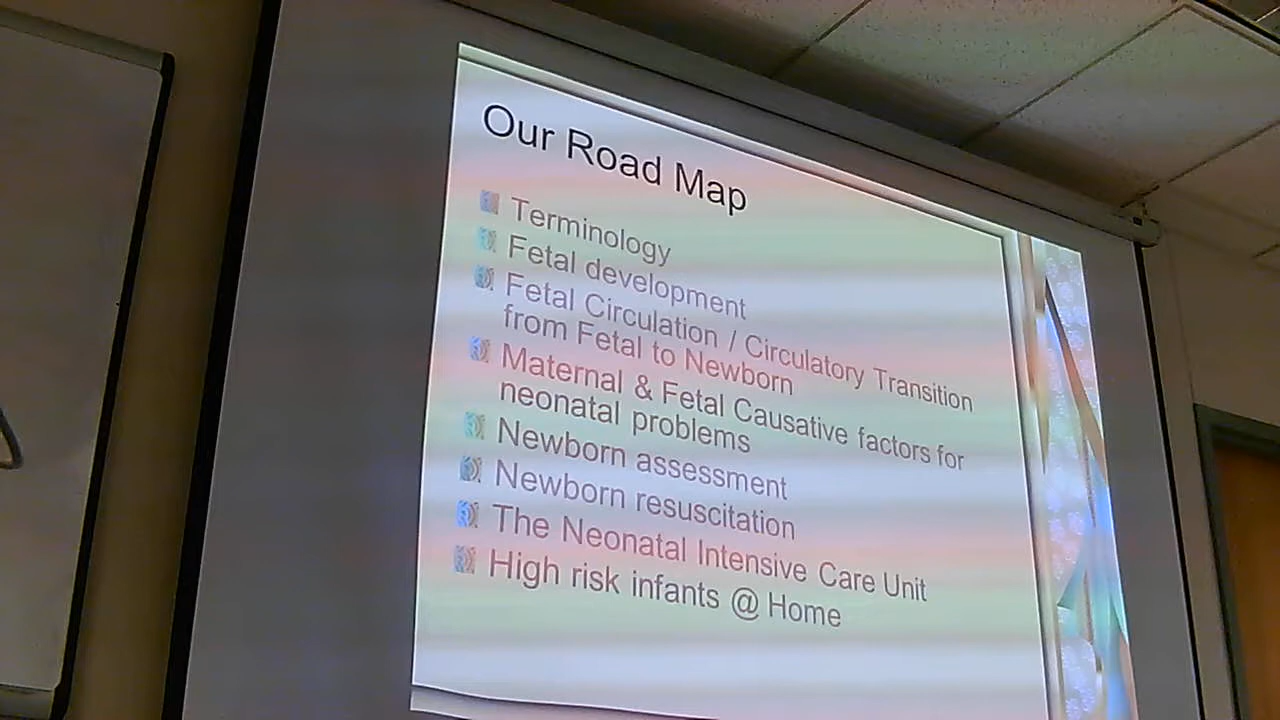 Our Road Map
Terminology
Fetal development
Fetal Circulation / Circulatory Transition
from Fetal to Newborn
Maternal & Fetal Causative factors for
neonatal problems
Newborn assessment
Newborn resuscitation
The Neonatal Intensive Care Unit
High risk infants @ Home